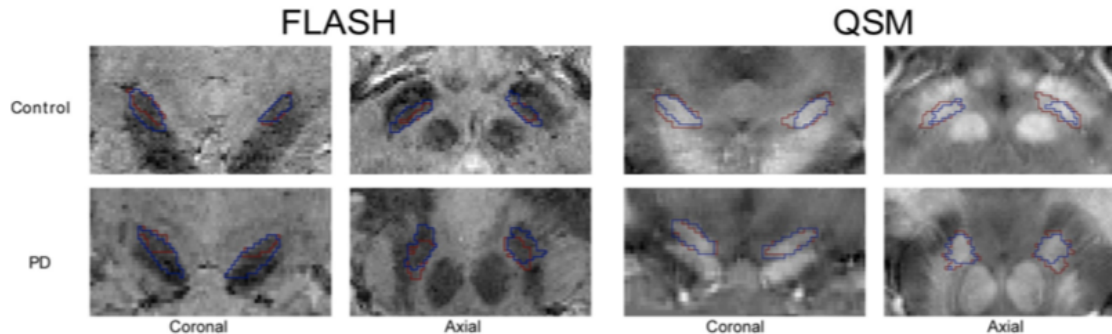 FLASH QSM
Control
PD
Coronal Axial Coronal Axial